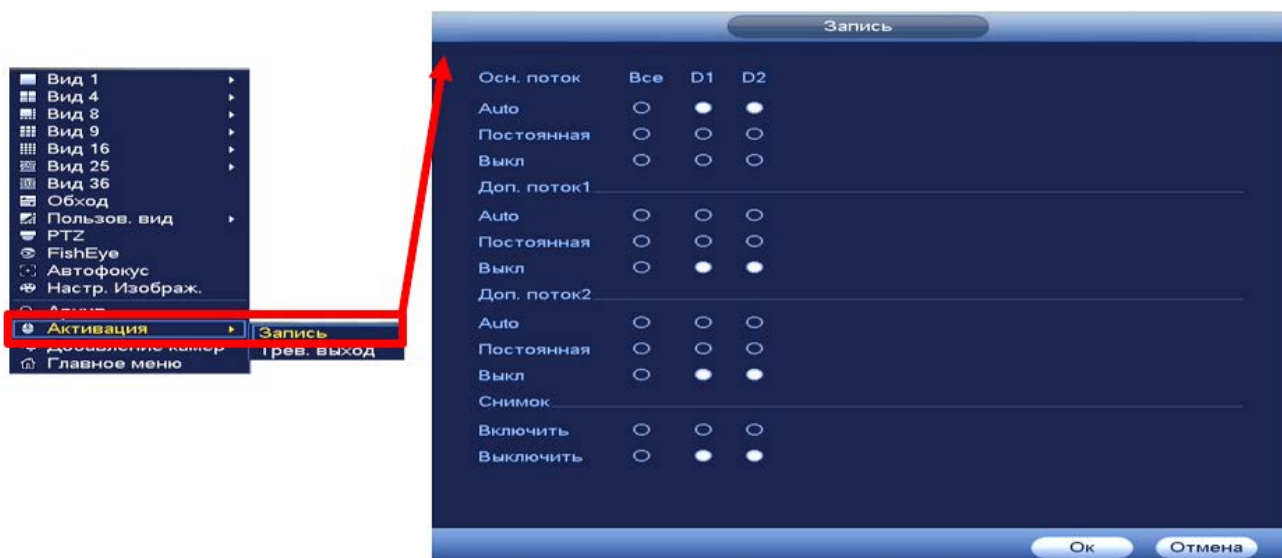 Вид 1
Вид 4
Вид 8
Вид 9
Вид 16
Вид 25
Вид 36
Обход
Пользов. вид
PTZ
FishEye
Автофокус
Настр. Изображ.
Активация
Запись
Добавление камер
Трев. выход
Главное меню
Запись
Осн. поток Все D1 D2
Auto
Постоянная
Выкл
Доп. поток1
Auto
Постоянная
Выкл
Доп. поток2
Auto
Постоянная
Выкл
Снимок
Включить
Выключить
Ок Отмена